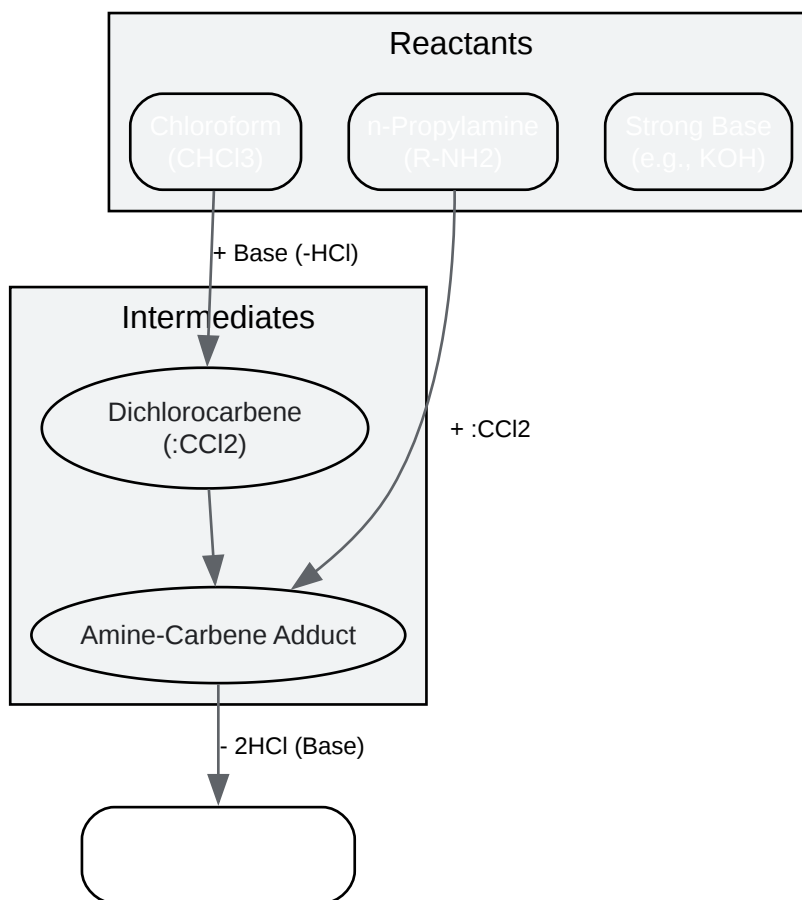 Reactants
Chloroform
(CHCl3)
n-Propylamine
(R-NH2)
Strong Base
(e.g., KOH)
+ Base (-HCl)
Intermediates
Dichlorocarbene
(:CCl2)
+ :CCl2
Amine-Carbene Adduct
- 2HCl (Base)